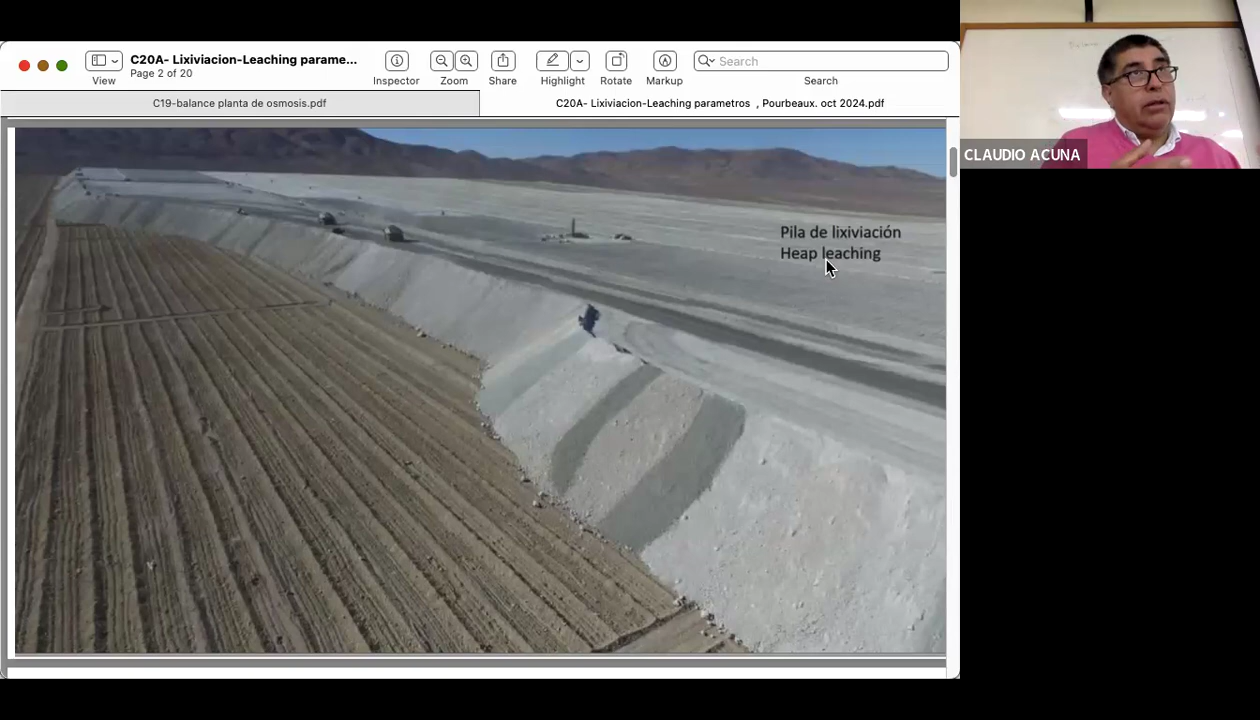 C20A- Lixiviacion-Leaching parame...
Page 2 of 20
View
Inspector
Zoom
Share
Highlight
Rotate
Markup
Search
Search
C19-balance planta de osmosis.pdf
C20A- Lixiviacion-Leaching parametros , Pourbeaux. oct 2024.pdf
Pila de lixiviación
Heap leaching
CLAUDIO ACUNA